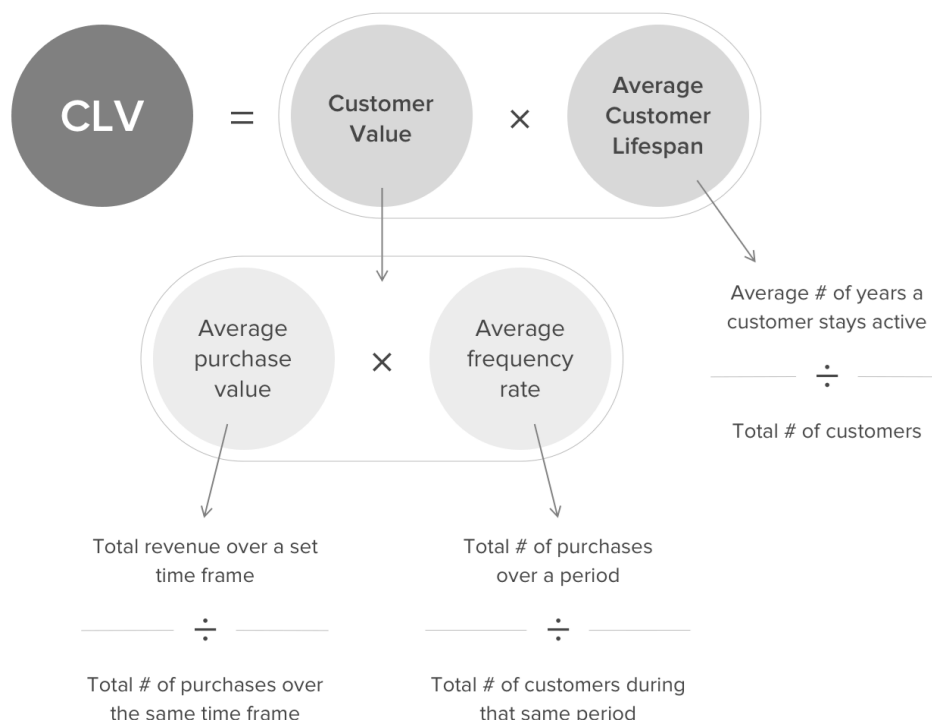 CLV
=
Customer
Value
×
Average
Customer
Lifespan
Average
purchase
value
×
Average
frequency
rate
Average # of years a
customer stays active
÷
Total # of customers
Total revenue over a set
time frame
÷
Total # of purchases over
the same time frame
Total # of purchases
over a period
÷
Total # of customers during
that same period